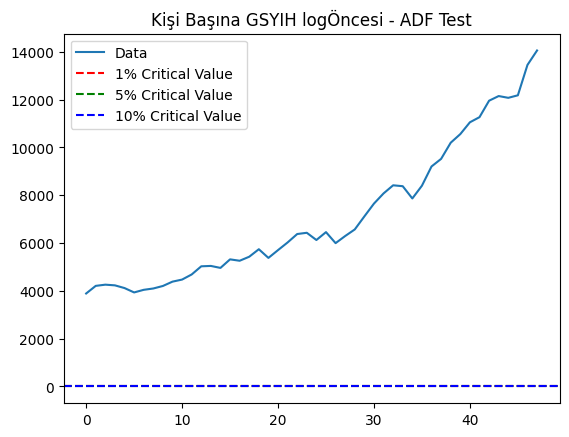 Kişi Başına GSYIH logÖncesi - ADF Test
Data
1% Critical Value
5% Critical Value
10% Critical Value
14000
12000
10000
8000
6000
4000
2000
0
0
10
20
30
40